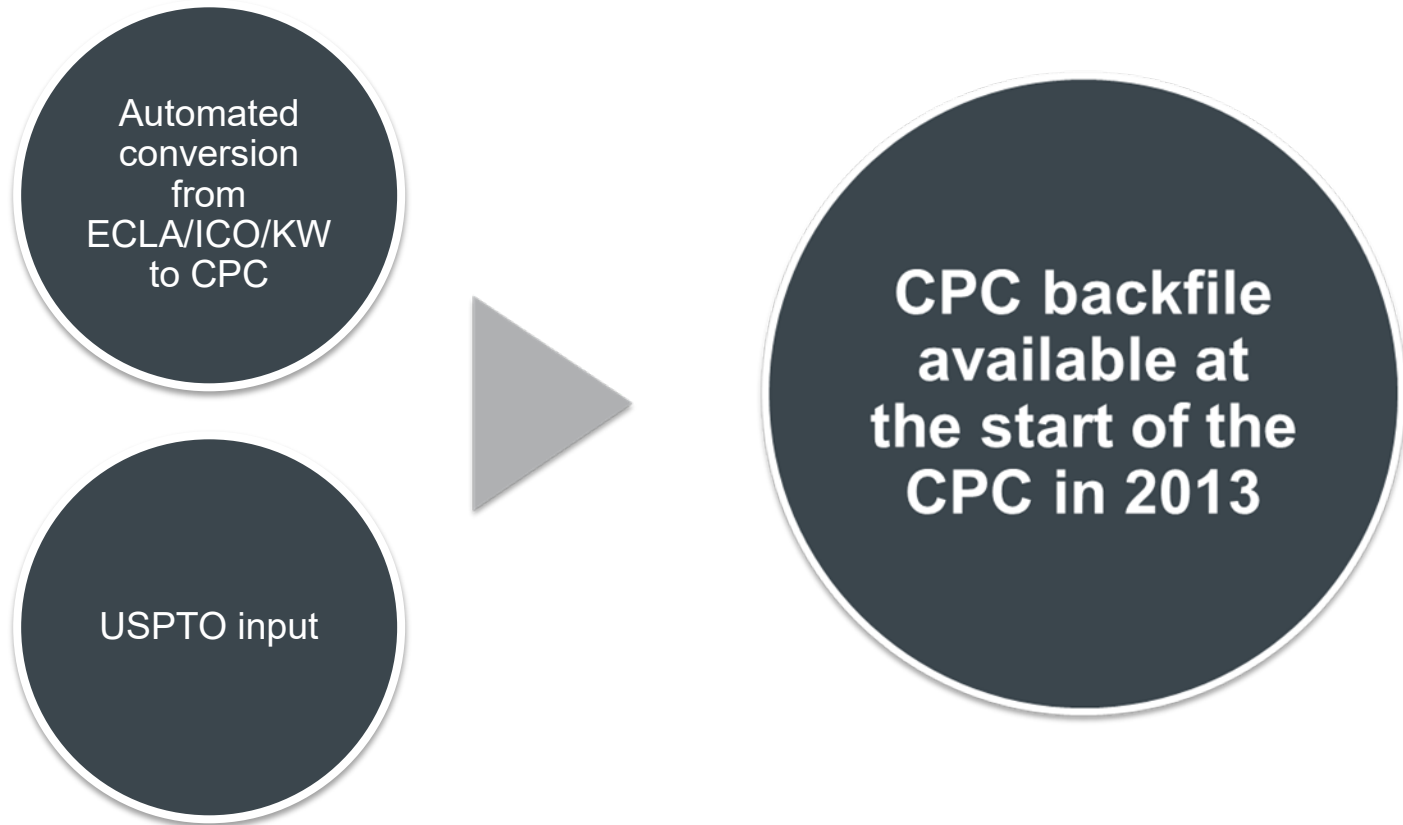 Automated
conversion
from
ECLA/ICO/KW
to CPC
USPTO input
CPC backfile
available at
the start of the
CPC in 2013